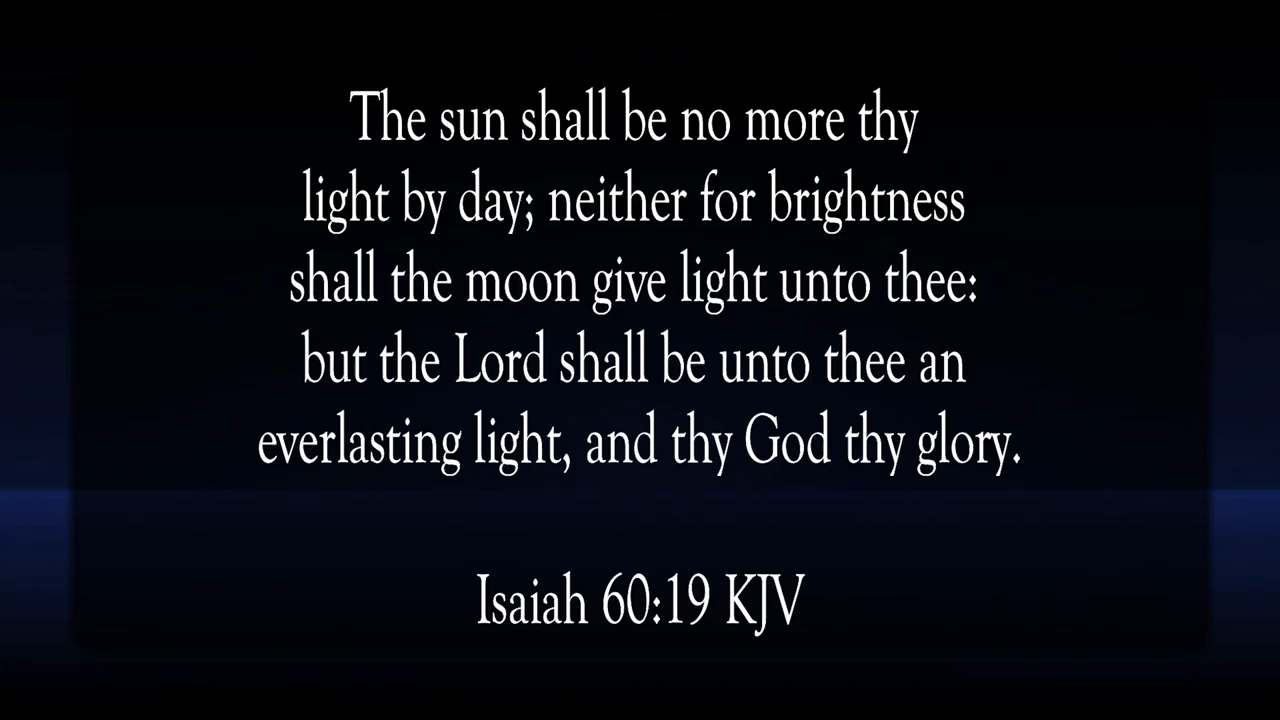 The sun shall be no more thy
light by day; neither for brightness
shall the moon give light unto thee:
but the Lord shall be unto thee an
everlasting light, and thy God thy glory.
Isaiah 60:19 KJV